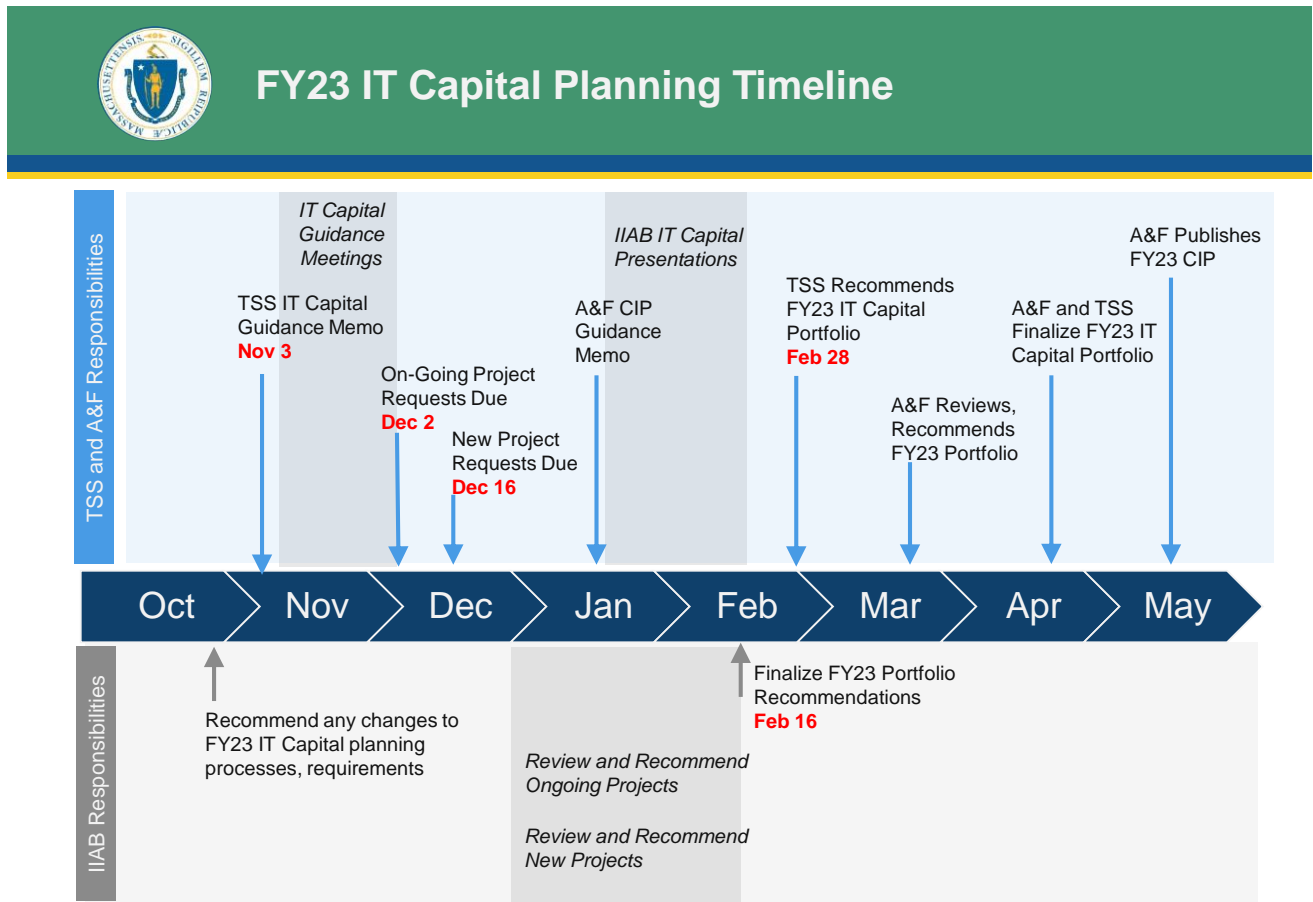 MASSACHUSETTENSIS. SIGILLUM REIPUBLICÆ
FY23 IT Capital Planning Timeline
TSS and A&F Responsibilities
IT Capital
Guidance
Meetings
TSS IT Capital
Guidance Memo
Nov 3
On-Going Project
Requests Due
Dec 2
New Project
Requests Due
Dec 16
A&F CIP
Guidance
Memo
IIAB IT Capital
Presentations
TSS Recommends
FY23 IT Capital
Portfolio
Feb 28
A&F Reviews,
Recommends
FY23 Portfolio
A&F and TSS
Finalize FY23 IT
Capital Portfolio
A&F Publishes
FY23 CIP
Oct
Nov
Dec
Jan
Feb
Mar
Apr
May
IIAB Responsibilities
Recommend any changes to
FY23 IT Capital planning
processes, requirements
Review and Recommend
Ongoing Projects
Review and Recommend
New Projects
Finalize FY23 Portfolio
Recommendations
Feb 16